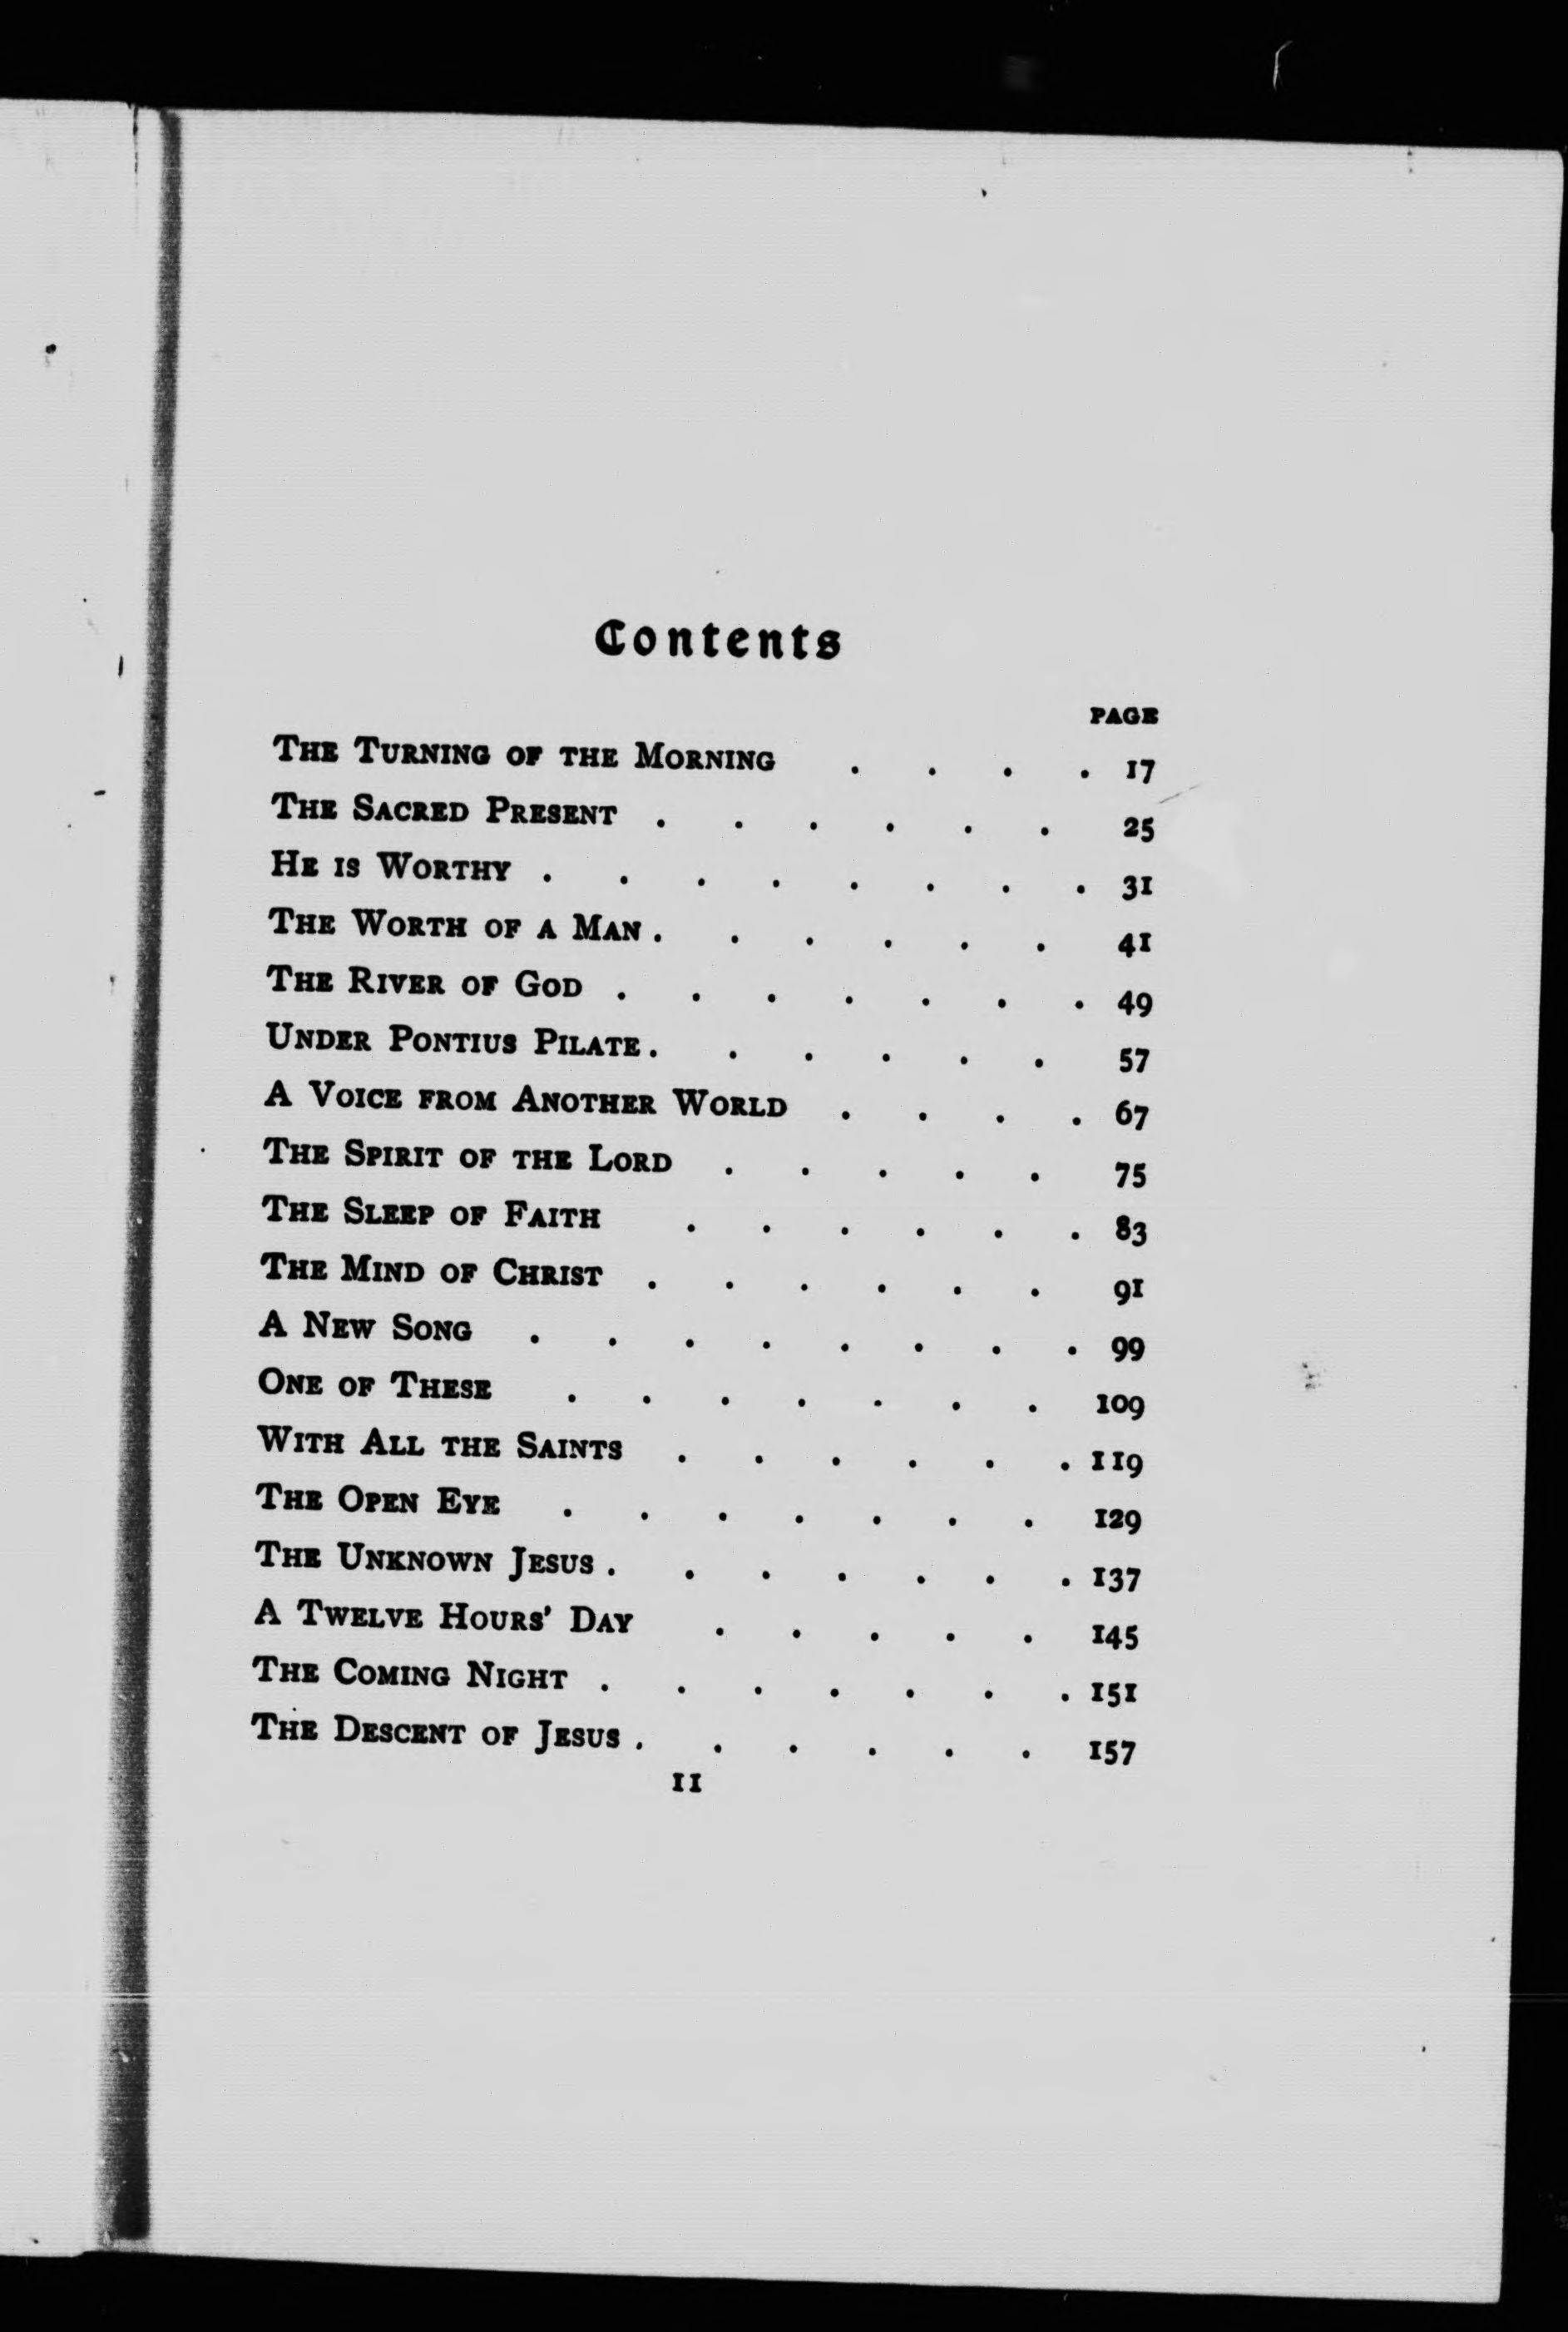 Contents
PAGE
The Turning of the Morning . . . . 17
The Sacred Present . . . . . . 25
He is Worthy . . . . . . . . 31
The Worth of a Man . . . . . . 41
The River of God . . . . . . . 49
Under Pontius Pilate . . . . . . 57
A Voice from Another World . . . . 67
The Spirit of the Lord . . . . . 75
The Sleep of Faith . . . . . . 83
The Mind of Christ . . . . . . 91
A New Song . . . . . . . . 99
One of These . . . . . . . 109
With All the Saints . . . . . . 119
The Open Eye . . . . . . . 129
The Unknown Jesus . . . . . . . 137
A Twelve Hours' Day . . . . . 145
The Coming Night . . . . . . . 151
The Descent of Jesus . . . . . . 157
11